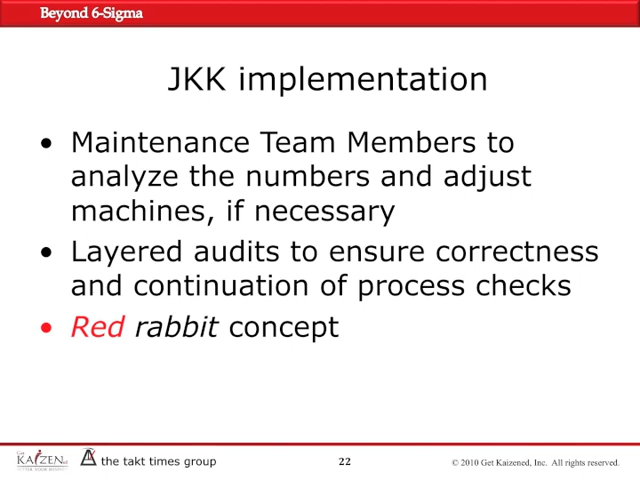 Beyond 6-Sigma
JKK implementation
• Maintenance Team Members to
analyze the numbers and adjust
machines, if necessary
• Layered audits to ensure correctness
and continuation of process checks
• Red rabbit concept
Get
KAIZENed
the takt times group
22
© 2010 Get Kaizened, Inc. All rights reserved.